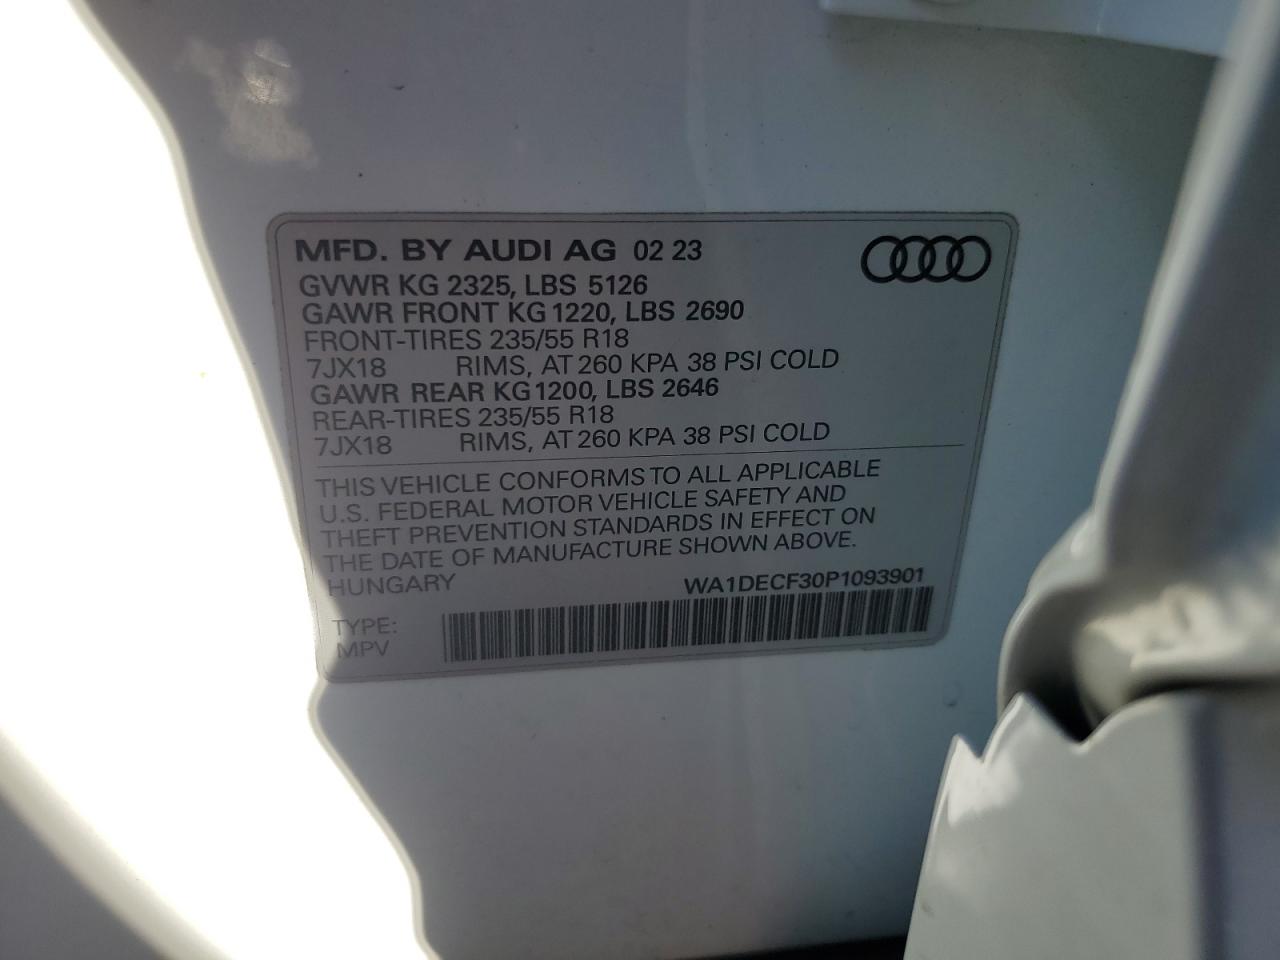 MFD. BY AUDI AG 02 23
GVWR KG 2325, LBS 5126
GAWR FRONT KG 1220, LBS 2690
FRONT-TIRES 235/55 R18
7JX18 RIMS, AT 260 KPA 38 PSI COLD
GAWR REAR KG 1200, LBS 2646
REAR-TIRES 235/55 R18
7JX18 RIMS, AT 260 KPA 38 PSI COLD
THIS VEHICLE CONFORMS TO ALL APPLICABLE
U.S. FEDERAL MOTOR VEHICLE SAFETY AND
THEFT PREVENTION STANDARDS IN EFFECT ON
THE DATE OF MANUFACTURE SHOWN ABOVE.
HUNGARY WA1DECF30P1093901
TYPE:
MPV